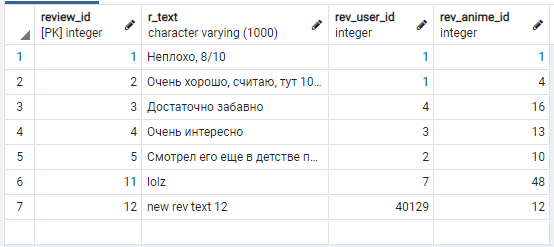 review_id r_text rev_user_id rev_anime_id
[PK] integer character varying (1000) integer integer
1 1 Неплохо, 8/10 1 1
2 2 Очень хорошо, считаю, тут 10... 1 4
3 3 Достаточно забавно 4 16
4 4 Очень интересно 3 13
5 5 Смотрел его еще в детстве п... 2 10
6 11 lolz 7 48
7 12 new rev text 12 40129 12